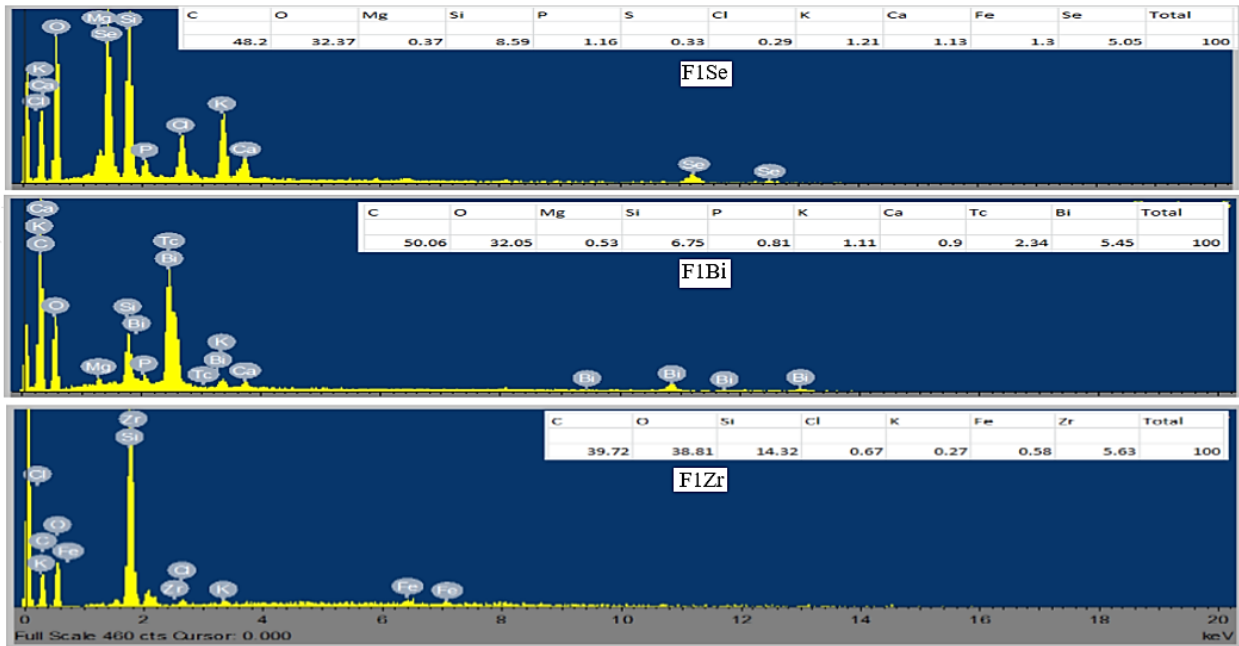 C O Mg Si P S Cl K Ca Fe Se Total
48.2 32.37 0.37 8.59 1.16 0.33 0.29 1.21 1.13 1.3 5.05 100
F1Se
Mg Si
O Se
K
Ca
Cl
P
Cl
K
Ca
Se Se
C O Mg Si P K Ca Tc Bi Total
50.06 32.05 0.53 6.75 0.81 1.11 0.9 2.34 5.45 100
F1Bi
Ca
K
C
Tc
Bi
O
Si
Bi
K
Bi
Mg P Tc Ca
Bi Bi Bi Bi
C O Si Cl K Fe Zr Total
39.72 38.81 14.32 0.67 0.27 0.58 5.63 100
F1Zr
Zr
Si
Cl
O
C
Fe
K
Cl
Zr K Fe Fe
0 2 4 6 8 10 12 14 16 18 20
Full Scale 460 cts Cursor: 0.000 keV